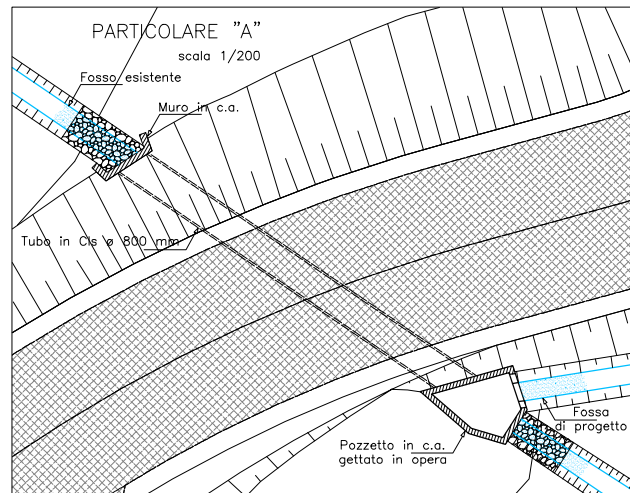 PARTICOLARE "A"
scala 1/200
Fosso esistente
Muro in c.a.
Tubo in Cls ø 800 mm
Fossa
di progetto
Pozzetto in c.a.
gettato in opera